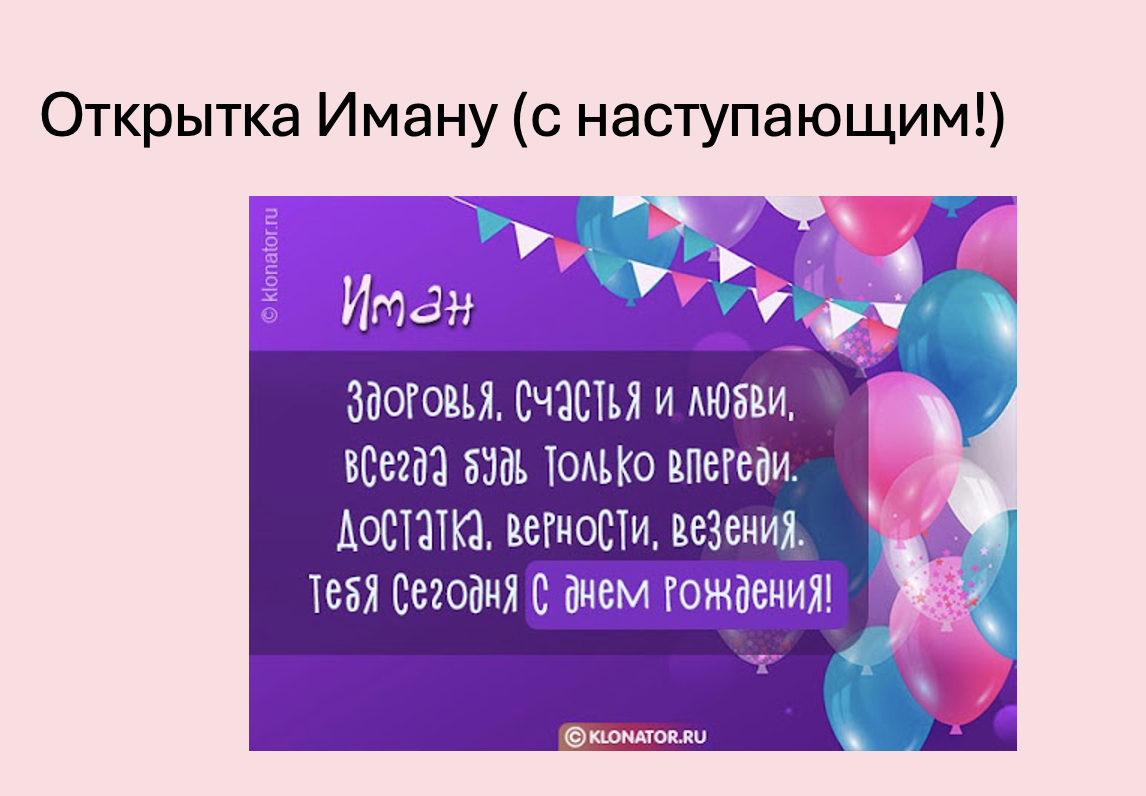 Открытка Иману (с наступающим!)
© klonator.ru
Иман
Здоровья, счастья и любви,
всегда будь только впереди.
Достатка, верности, везения.
Тебя сегодня с днем рождения!
© KLONATOR.RU